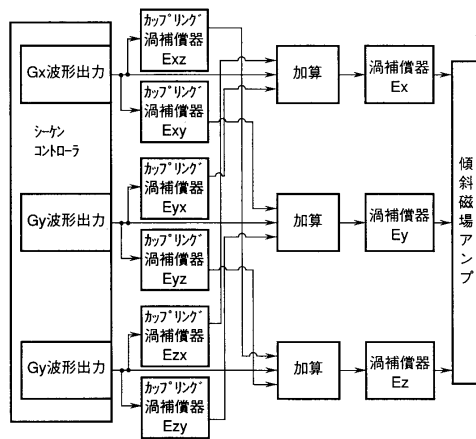 カップリング
渦補償器
Exz
Gx波形出力
カップリング
渦補償器
Exy
加算
渦補償器
Ex
シーケン
コントローラ
カップリング
渦補償器
Eyx
Gy波形出力
カップリング
渦補償器
Eyz
加算
渦補償器
Ey
傾斜磁場アンプ
カップリング
渦補償器
Ezx
Gy波形出力
カップリング
渦補償器
Ezy
加算
渦補償器
Ez